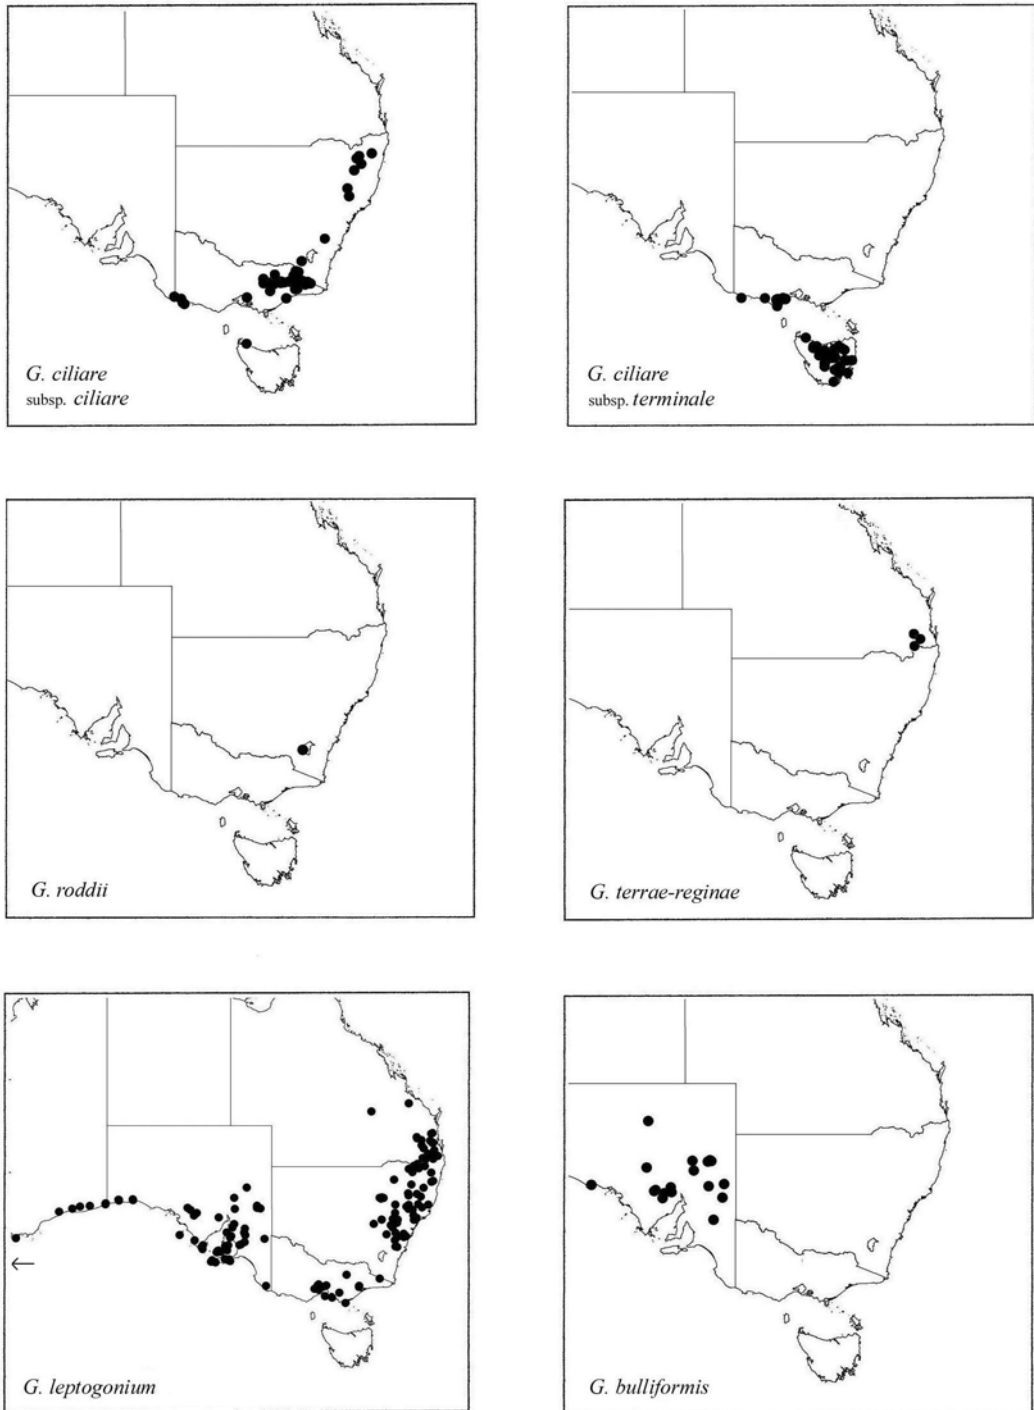 G. ciliare
subsp. ciliare
G. ciliare
subsp. terminale
G. roddii
G. terrae-reginae
G. leptogonium
G. bulliformis